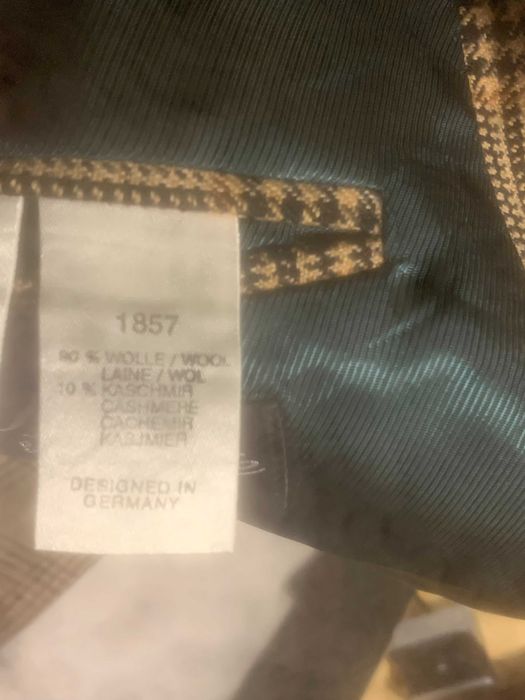 1857
90 % WOLLE / WOOL
LAINE / WOL
10 % KASCHMIR
CASHMERE
CACHEMIR
KASJMIER
DESIGNED IN
GERMANY